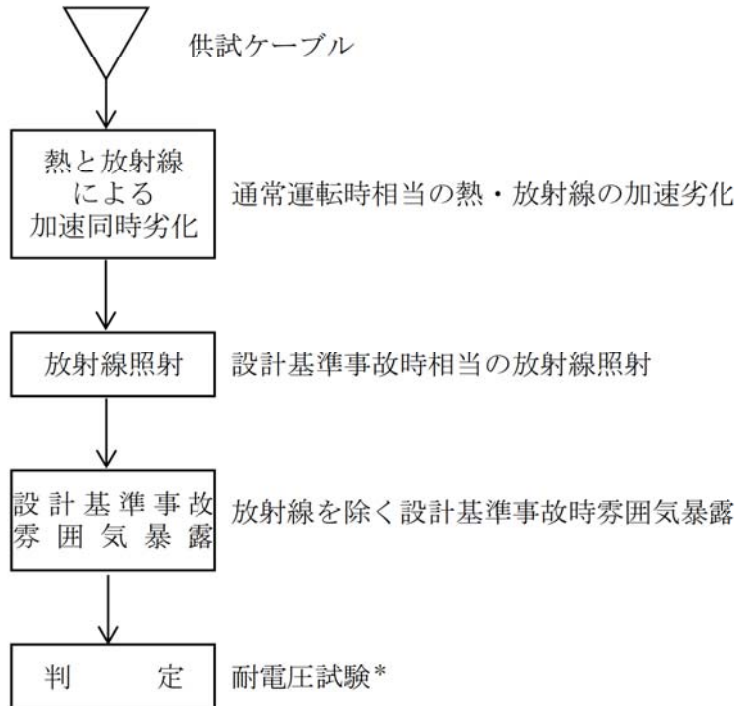 供試ケーブル
熱と放射線
による
加速同時劣化
通常運転時相当の熱・放射線の加速劣化
放射線照射
設計基準事故時相当の放射線照射
設計基準事故
雰囲気暴露
放射線を除く設計基準事故時雰囲気暴露
判定
耐電圧試験*